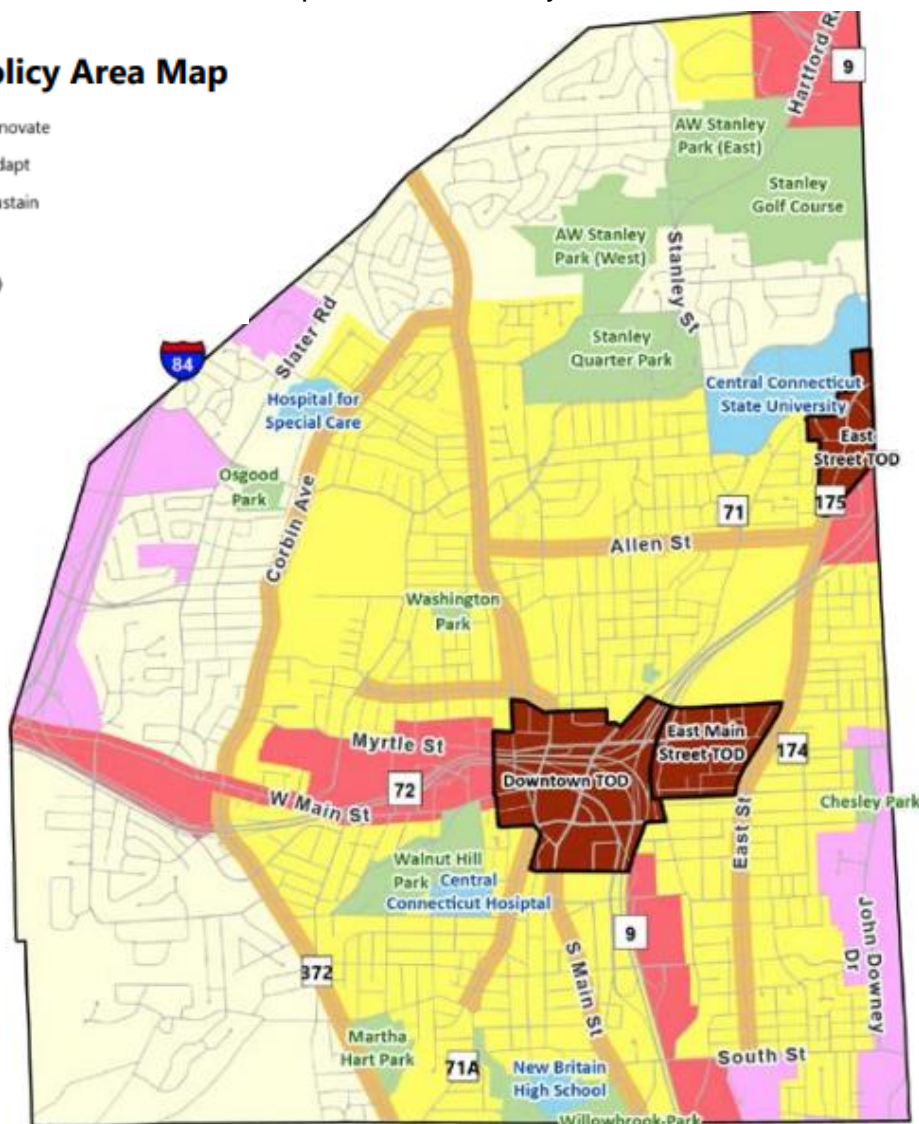 olicy Area Map
novate
dapt
stain
Hartford Rd
9
AW Stanley
Park (East)
Stanley
Golf Course
AW Stanley
Park (West)
Stanley St
Slater Rd
Stanley
Quarter Park
84
Central Connecticut
State University
Hospital for
Special Care
East
Street TOD
Osgood
Park
175
71
Corbin Ave
Allen St
Washington
Park
East Main
Street TOD
Myrtle St
174
Downtown TOD
72
W Main St
Chesley Park
East St
Walnut Hill
Park
Central
Connecticut Hosiptal
9
John Downey
Dr
372
S Main St
Martha
Hart Park
South St
71A
New Britain
High School
Willowbrook Park